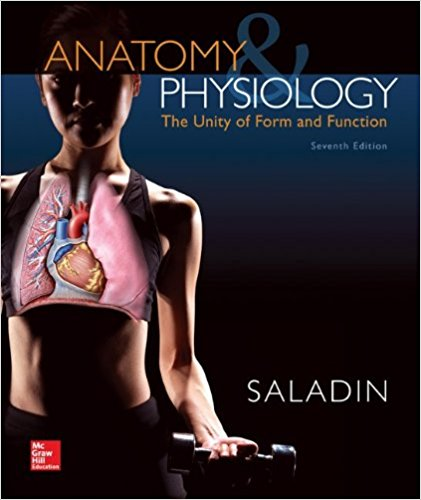 ANATOMY &
PHYSIOLOGY
The Unity of Form and Function
Seventh Edition
SALADIN
Mc
Graw
Hill
Education